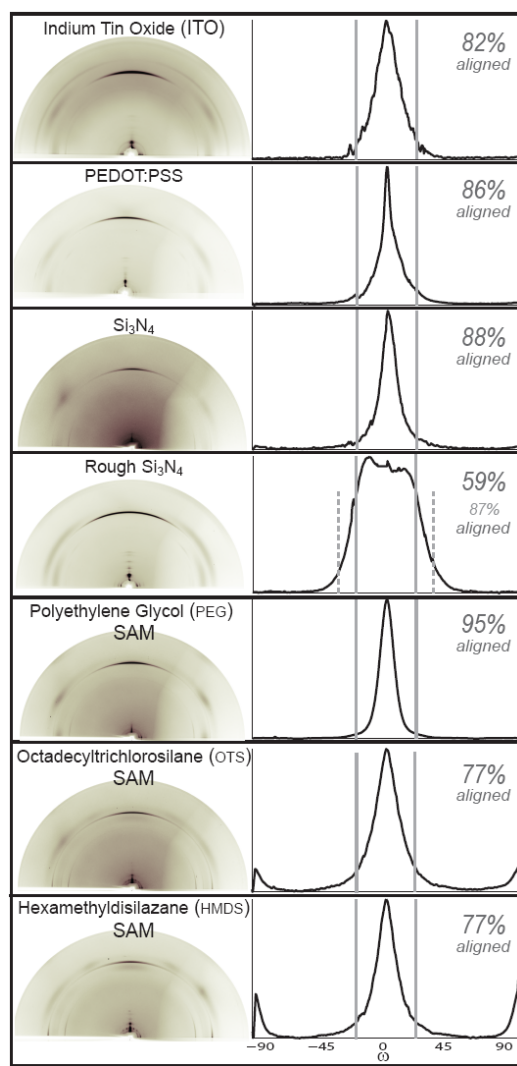 Indium Tin Oxide (ITO)
82%
aligned
PEDOT:PSS
86%
aligned
Si₃N₄
88%
aligned
Rough Si₃N₄
59%
87%
aligned
Polyethylene Glycol (PEG)
SAM
95%
aligned
Octadecyltrichlorosilane (OTS)
SAM
77%
aligned
Hexamethyldisilazane (HMDS)
SAM
77%
aligned
−90 −45 0 45 90
ω